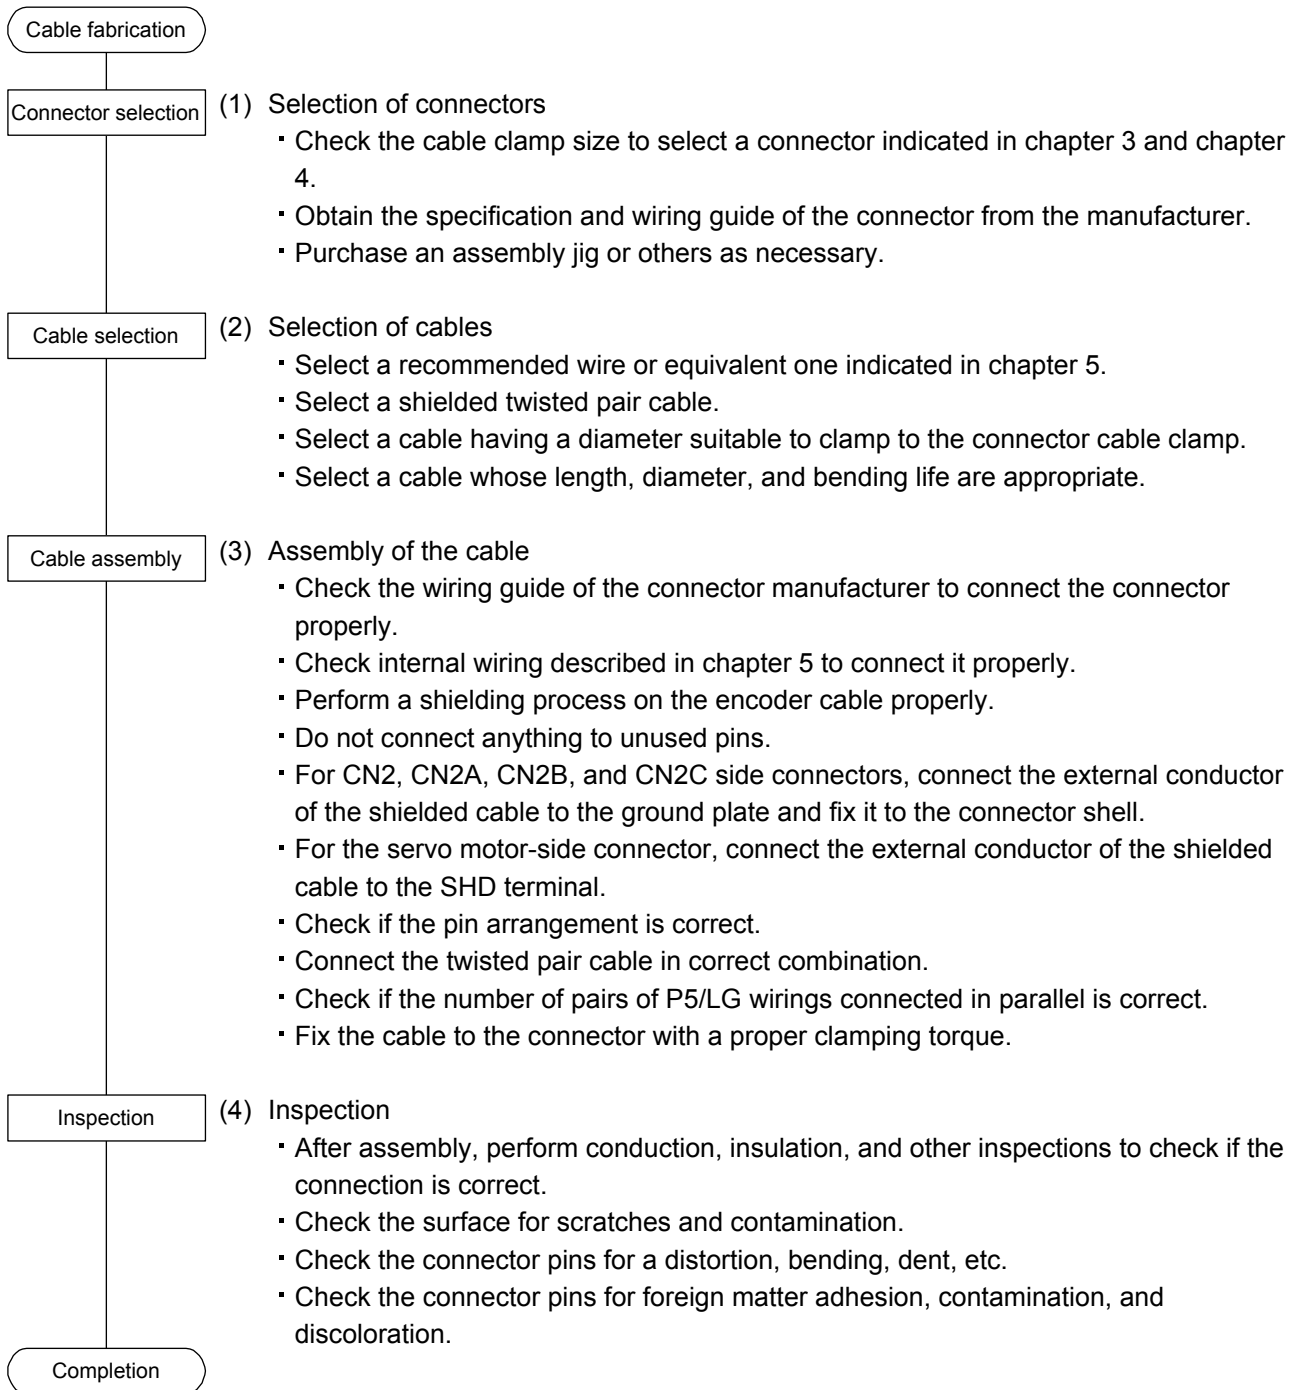 Cable fabrication
Connector selection
(1) Selection of connectors
・Check the cable clamp size to select a connector indicated in chapter 3 and chapter
4.
・Obtain the specification and wiring guide of the connector from the manufacturer.
・Purchase an assembly jig or others as necessary.
Cable selection
(2) Selection of cables
・Select a recommended wire or equivalent one indicated in chapter 5.
・Select a shielded twisted pair cable.
・Select a cable having a diameter suitable to clamp to the connector cable clamp.
・Select a cable whose length, diameter, and bending life are appropriate.
Cable assembly
(3) Assembly of the cable
・Check the wiring guide of the connector manufacturer to connect the connector
properly.
・Check internal wiring described in chapter 5 to connect it properly.
・Perform a shielding process on the encoder cable properly.
・Do not connect anything to unused pins.
・For CN2, CN2A, CN2B, and CN2C side connectors, connect the external conductor
of the shielded cable to the ground plate and fix it to the connector shell.
・For the servo motor-side connector, connect the external conductor of the shielded
cable to the SHD terminal.
・Check if the pin arrangement is correct.
・Connect the twisted pair cable in correct combination.
・Check if the number of pairs of P5/LG wirings connected in parallel is correct.
・Fix the cable to the connector with a proper clamping torque.
Inspection
(4) Inspection
・After assembly, perform conduction, insulation, and other inspections to check if the
connection is correct.
・Check the surface for scratches and contamination.
・Check the connector pins for a distortion, bending, dent, etc.
・Check the connector pins for foreign matter adhesion, contamination, and
discoloration.
Completion